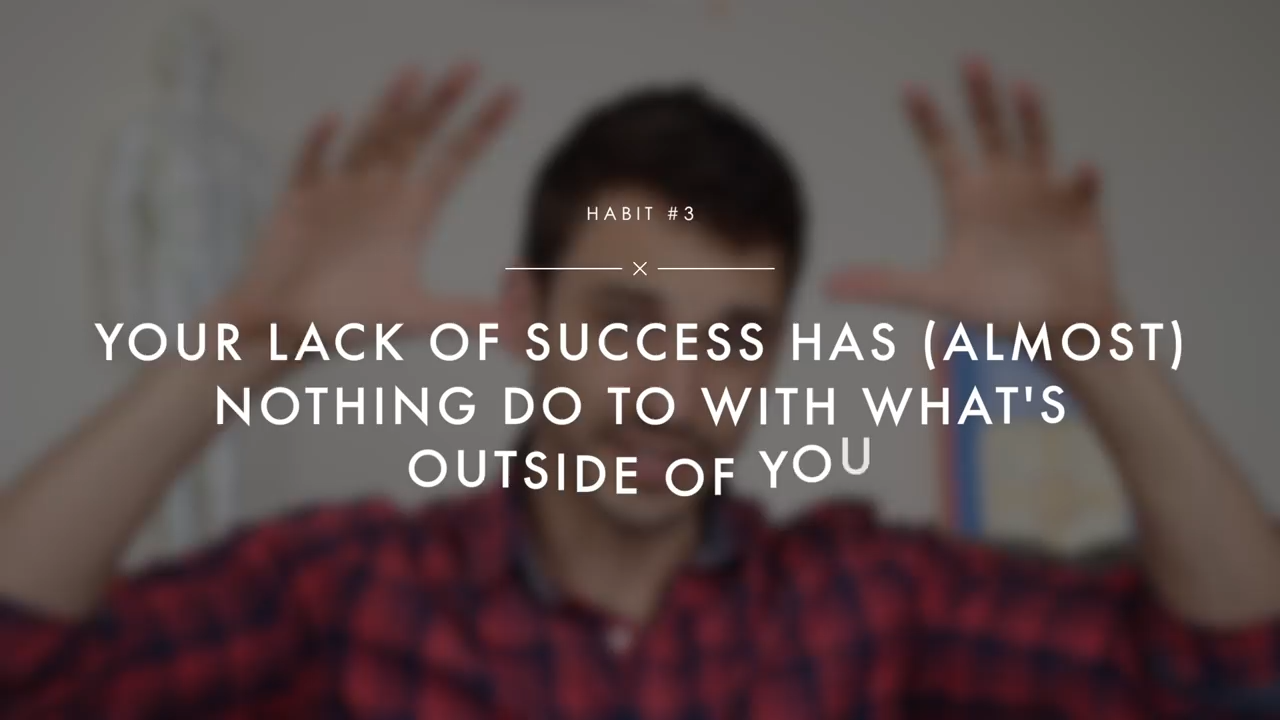 HABIT #3
YOUR LACK OF SUCCESS HAS (ALMOST)
NOTHING DO TO WITH WHAT'S
OUTSIDE OF YOU